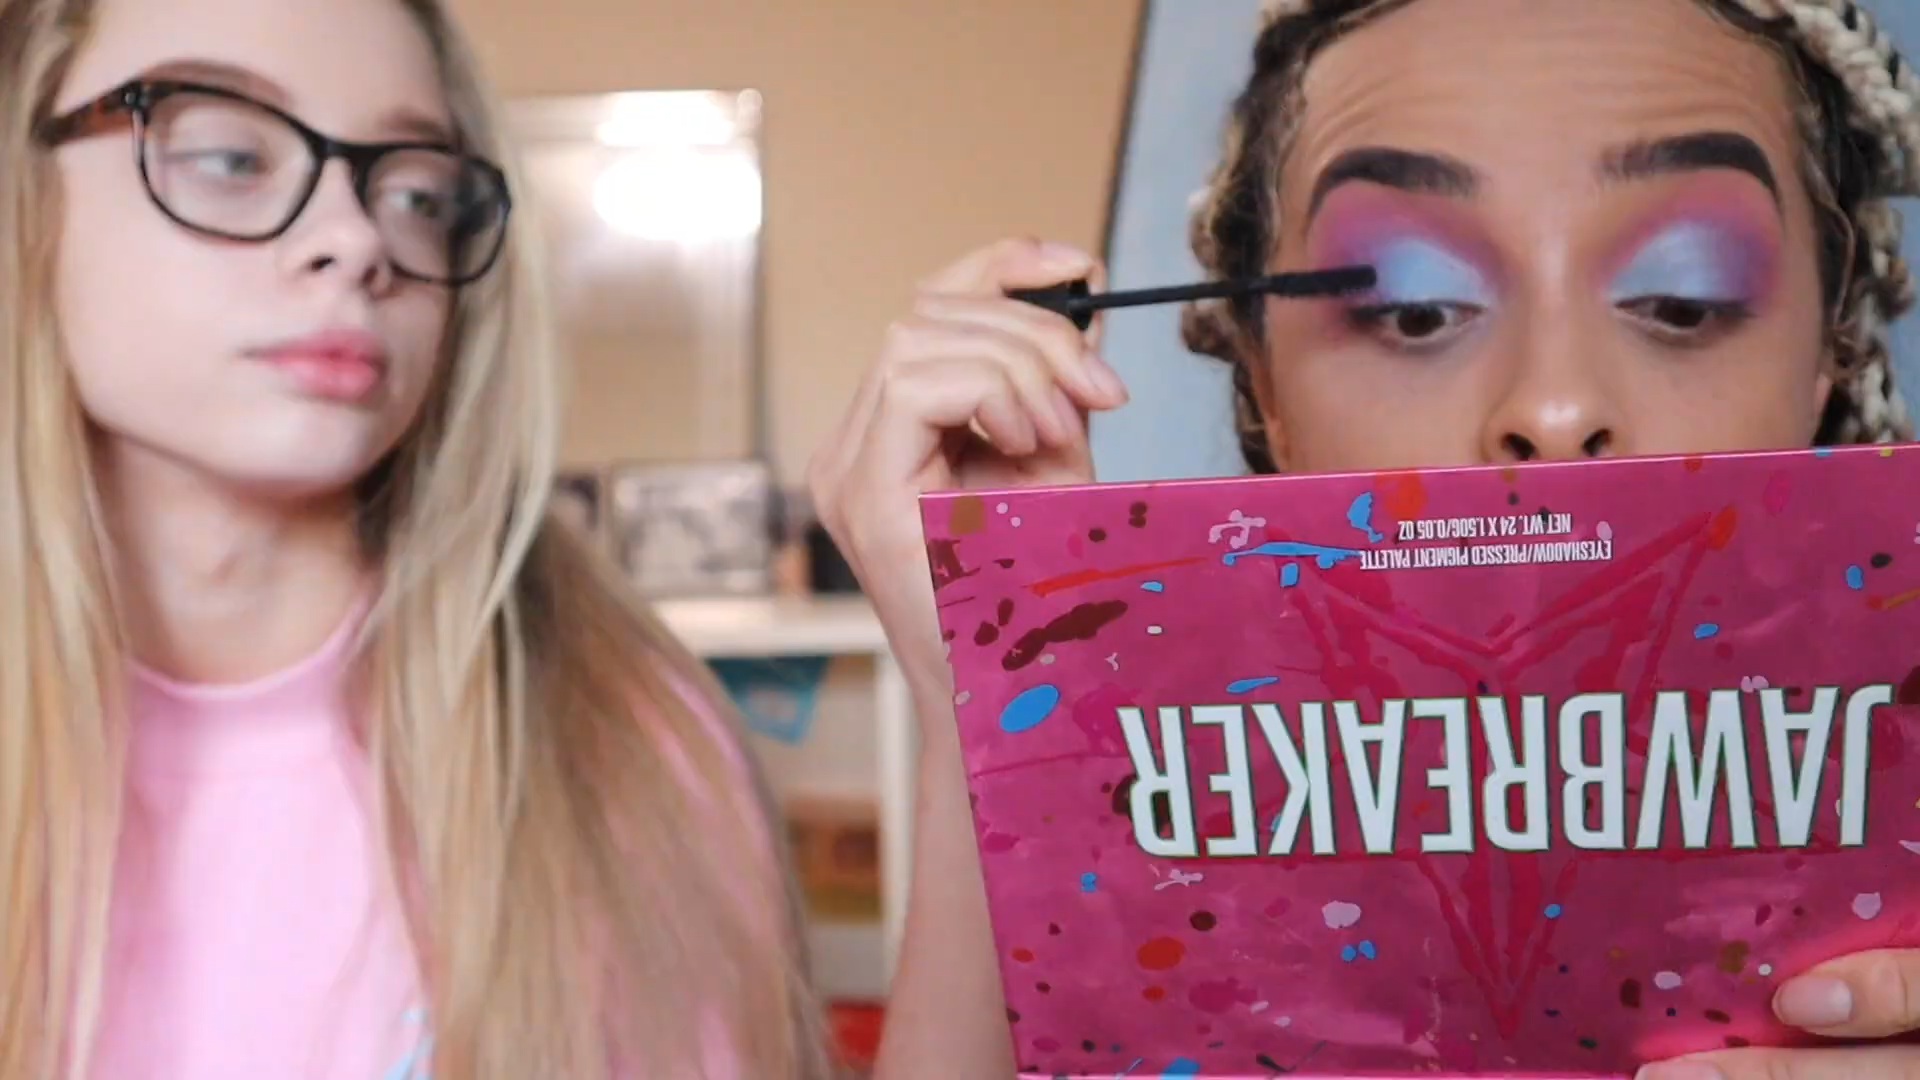 JAWBREAKER
EYESHADOW/PRESSED PIGMENT PALETTE
NET WT. 24 X 1.50G/0.05 OZ